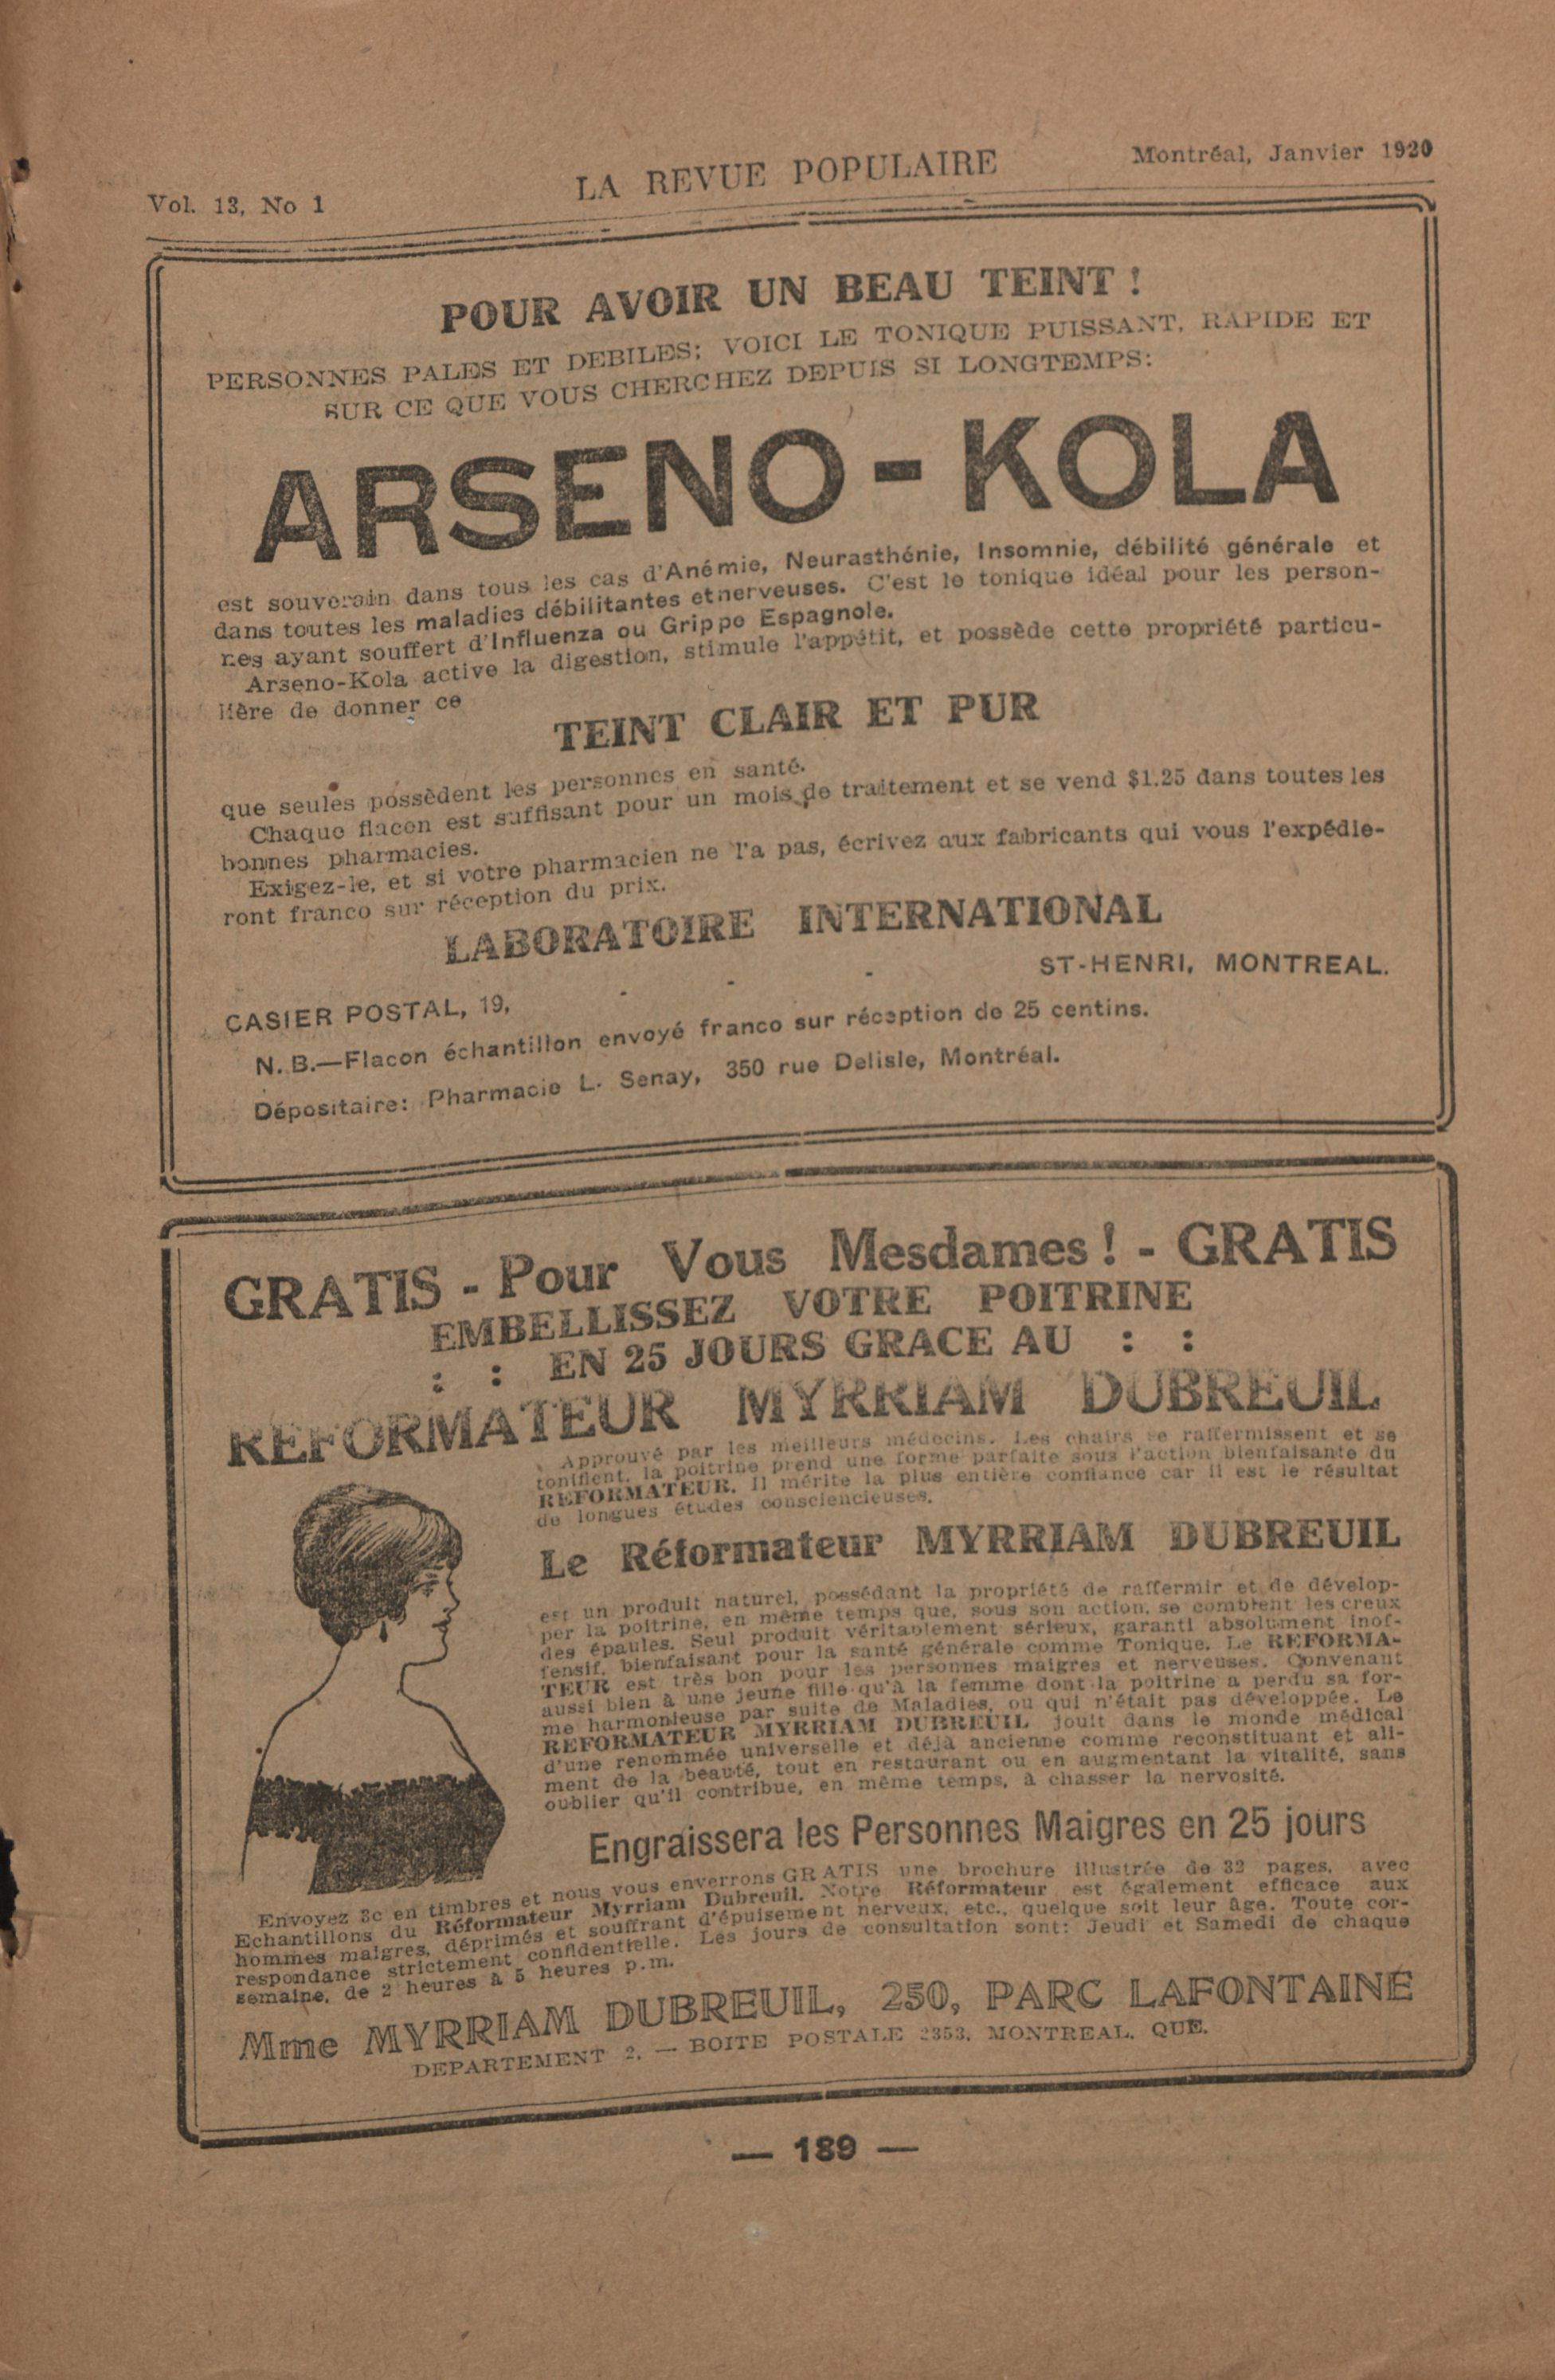 Vol. 13, No 1
LA REVUE POPULAIRE
Montréal, Janvier 1920
POUR AVOIR UN BEAU TEINT !
PERSONNES PALES ET DEBILES; VOICI LE TONIQUE PUISSANT, RAPIDE ET
SUR CE QUE VOUS CHERCHEZ DEPUIS SI LONGTEMPS:
ARSENO-KOLA
est souverain dans tous les cas d'Anémie, Neurasthénie, Insomnie, débilité générale et
dans toutes les maladies débilitantes etnerveuses. C'est le tonique idéal pour les person-
nes ayant souffert d'Influenza ou Grippe Espagnole.
Arseno-Kola active la digestion, stimule l'appétit, et possède cette propriété particu-
lière de donner ce
TEINT CLAIR ET PUR
que seules possèdent les personnes en santé.
Chaque flacon est suffisant pour un mois de traitement et se vend $1.25 dans toutes les
bonnes pharmacies.
Exigez-le, et si votre pharmacien ne l'a pas, écrivez aux fabricants qui vous l'expédie-
ront franco sur réception du prix.
LABORATOIRE INTERNATIONAL
CASIER POSTAL, 19, - - - ST-HENRI, MONTREAL.
N. B.—Flacon échantillon envoyé franco sur réception de 25 centins.
Dépositaire: Pharmacie L. Senay, 350 rue Delisle, Montréal.
GRATIS - Pour Vous Mesdames ! - GRATIS
EMBELLISSEZ VOTRE POITRINE
: : EN 25 JOURS GRACE AU : :
REFORMATEUR MYRRIAM DUBREUIL
Approuvé par les meilleurs médecins. Les chairs se raffermissent et se
tonifient, la poitrine prend une forme parfaite sous l'action bienfaisante du
REFORMATEUR. Il mérite la plus entière confiance car il est le résultat
de longues études consciencieuses.
Le Réformateur MYRRIAM DUBREUIL
est un produit naturel, possédant la propriété de raffermir et de dévelop-
per la poitrine, en même temps que, sous son action, se comblent les creux
des épaules. Seul produit véritablement sérieux, garanti absolument inof-
fensif, bienfaisant pour la santé générale comme Tonique. Le REFORMA-
TEUR est très bon pour les personnes maigres et nerveuses. Convenant
aussi bien à une jeune fille qu'à la femme dont la poitrine a perdu sa for-
me harmonieuse par suite de Maladies, ou qui n'était pas développée. Le
REFORMATEUR MYRRIAM DUBREUIL jouit dans le monde médical
d'une renommée universelle et déjà ancienne comme reconstituant et ali-
ment de la beauté, tout en restaurant ou en augmentant la vitalité, sans
oublier qu'il contribue, en même temps, à chasser la nervosité.
Engraissera les Personnes Maigres en 25 jours
Envoyez 3c en timbres et nous vous enverrons GRATIS une brochure illustrée de 32 pages, avec
Echantillons du Réformateur Myrriam Dubreuil. Notre Réformateur est également efficace aux
hommes maigres, déprimés et souffrant d'épuisement nerveux, etc., quelque soit leur âge. Toute cor-
respondance strictement confidentielle. Les jours de consultation sont: Jeudi et Samedi de chaque
semaine, de 2 heures à 5 heures p.m.
Mme MYRRIAM DUBREUIL, 250, PARC LAFONTAINE
DEPARTEMENT 2. — BOITE POSTALE 2353, MONTREAL, QUE.
— 189 —